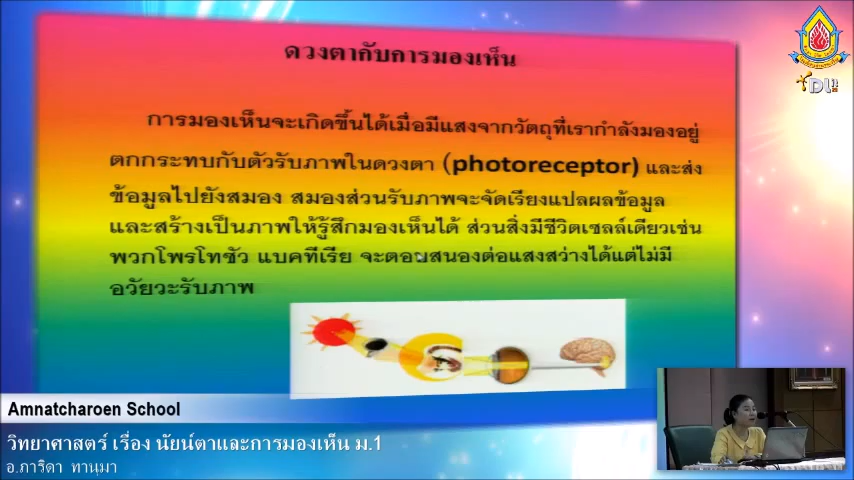 ดวงตากับการมองเห็น
การมองเห็นจะเกิดขึ้นได้เมื่อมีแสงจากวัตถุที่เรากำลังมองอยู่
ตกกระทบกับตัวรับภาพในดวงตา (photoreceptor) และส่ง
ข้อมูลไปยังสมอง สมองส่วนรับภาพจะจัดเรียงแปลผลข้อมูล
และสร้างเป็นภาพให้รู้สึกมองเห็นได้ ส่วนสิ่งมีชีวิตเซลล์เดียวเช่น
พวกโพรโทซัว แบคทีเรีย จะตอบสนองต่อแสงสว่างได้แต่ไม่มี
อวัยวะรับภาพ
Amnatcharoen School
วิทยาศาสตร์ เรื่อง นัยน์ตาและการมองเห็น ม.1
อ.ภาริดา ทานมา